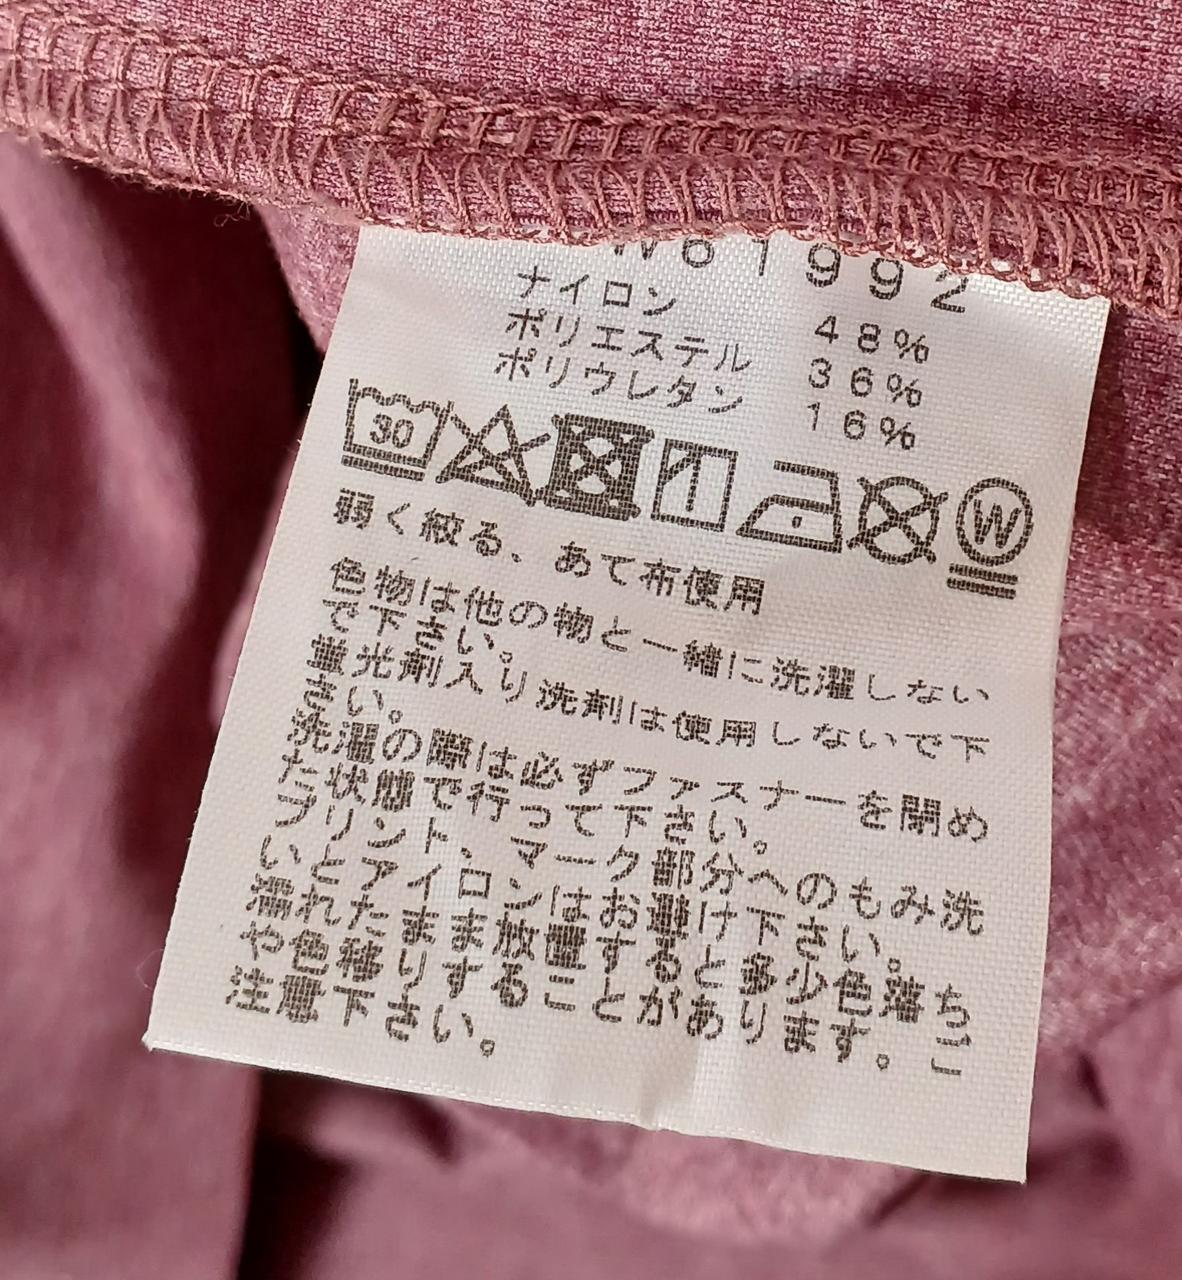 W61992
ナイロン 48%
ポリエステル 36%
ポリウレタン 16%
30
W
弱く絞る、あて布使用
色物は他の物と一緒に洗濯しない
で下さい。
蛍光剤入り洗剤は使用しないで下
さい。
洗濯の際は必ずファスナーを閉め
た状態で行って下さい。
プリント、マーク部分へのもみ洗
いとアイロンはお避け下さい。
濡れたまま放置すると多少色落ち
や色移りすることがあります。ご
注意下さい。